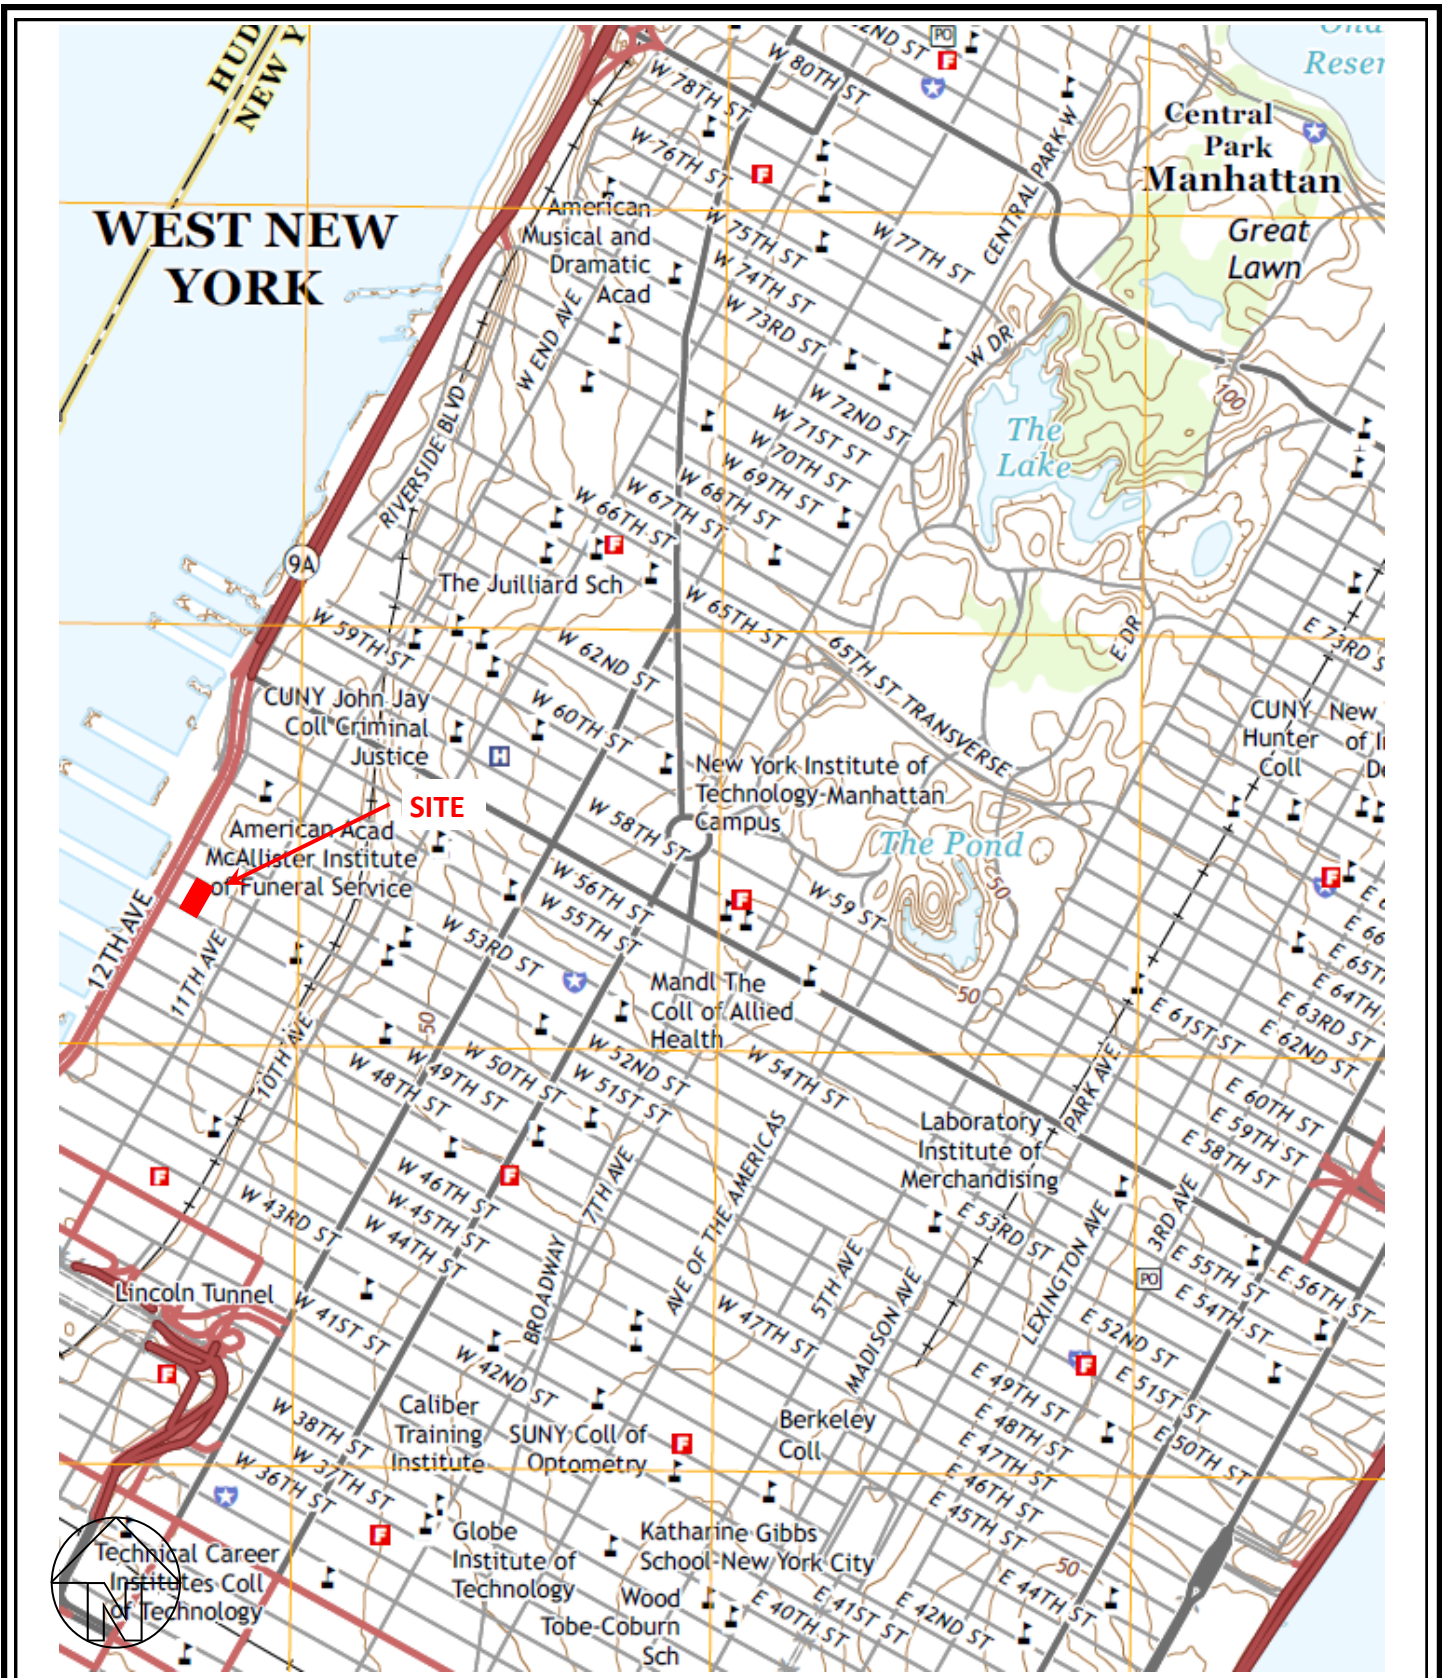 HUD
NEW Y
WEST NEW
YORK
W 78TH ST
W 80TH ST
2ND ST
PO
F
Ona
Reser
Central
Park
Manhattan
Great
Lawn
CENTRAL PARK W
W 76TH ST
F
American
Musical and
Dramatic
Acad
W 75TH ST
W 77TH ST
W 74TH ST
W 73RD ST
W END AVE
W DR
W 72ND ST
100
RIVERSIDE BLVD
W 71ST ST
The
Lake
W 70TH ST
W 69TH ST
W 68TH ST
W 67TH ST
W 66TH ST
F
9A
The Juilliard Sch
W 65TH ST
W 59TH ST
W 62ND ST
65TH ST TRANSVERSE
E DR
E 73RD S
CUNY John Jay
Coll Criminal
Justice
W 60TH ST
H
CUNY
Hunter
Coll
New
of I
De
New York Institute of
Technology-Manhattan
Campus
SITE
W 58TH ST
The Pond
American Acad
McAllister Institute
of Funeral Service
50
W 56TH ST
W 55TH ST
F
W 59 ST
F
E 6
E 66
E 65T
E 64TH
E 63RD ST
E 62ND ST
E 61ST ST
12TH AVE
11TH AVE
10TH AVE
W 53RD ST
Mandl The
Coll of Allied
Health
50
50
W 52ND ST
W 54TH ST
W 51ST ST
W 50TH ST
W 49TH ST
W 48TH ST
PARK AVE
E 60TH ST
E 59TH ST
E 58TH ST
Laboratory
Institute of
Merchandising
F
F
W 46TH ST
W 45TH ST
W 44TH ST
W 43RD ST
7TH AVE
AVE OF THE AMERICAS
BROADWAY
5TH AVE
MADISON AVE
E 53RD ST
LEXINGTON AVE
3RD AVE
PO
E 55TH ST
E 56TH ST
E 54TH ST
Lincoln Tunnel
W 41ST ST
W 47TH ST
E 52ND ST
F
F
W 42ND ST
E 51ST ST
E 50TH ST
E 49TH ST
E 48TH ST
E 47TH ST
E 46TH ST
E 45TH ST
Caliber
Training
Institute
SUNY Coll of
Optometry
F
Berkeley
Coll
W 38TH ST
W 37TH ST
W 36TH ST
F
Globe
Institute of
Technology
Katharine Gibbs
School-New York City
Technical Career
Institutes Coll
of Technology
TN
Wood
Tobe-Coburn
Sch
50
E 44TH ST
E 42ND ST
E 41ST ST
E 40TH ST